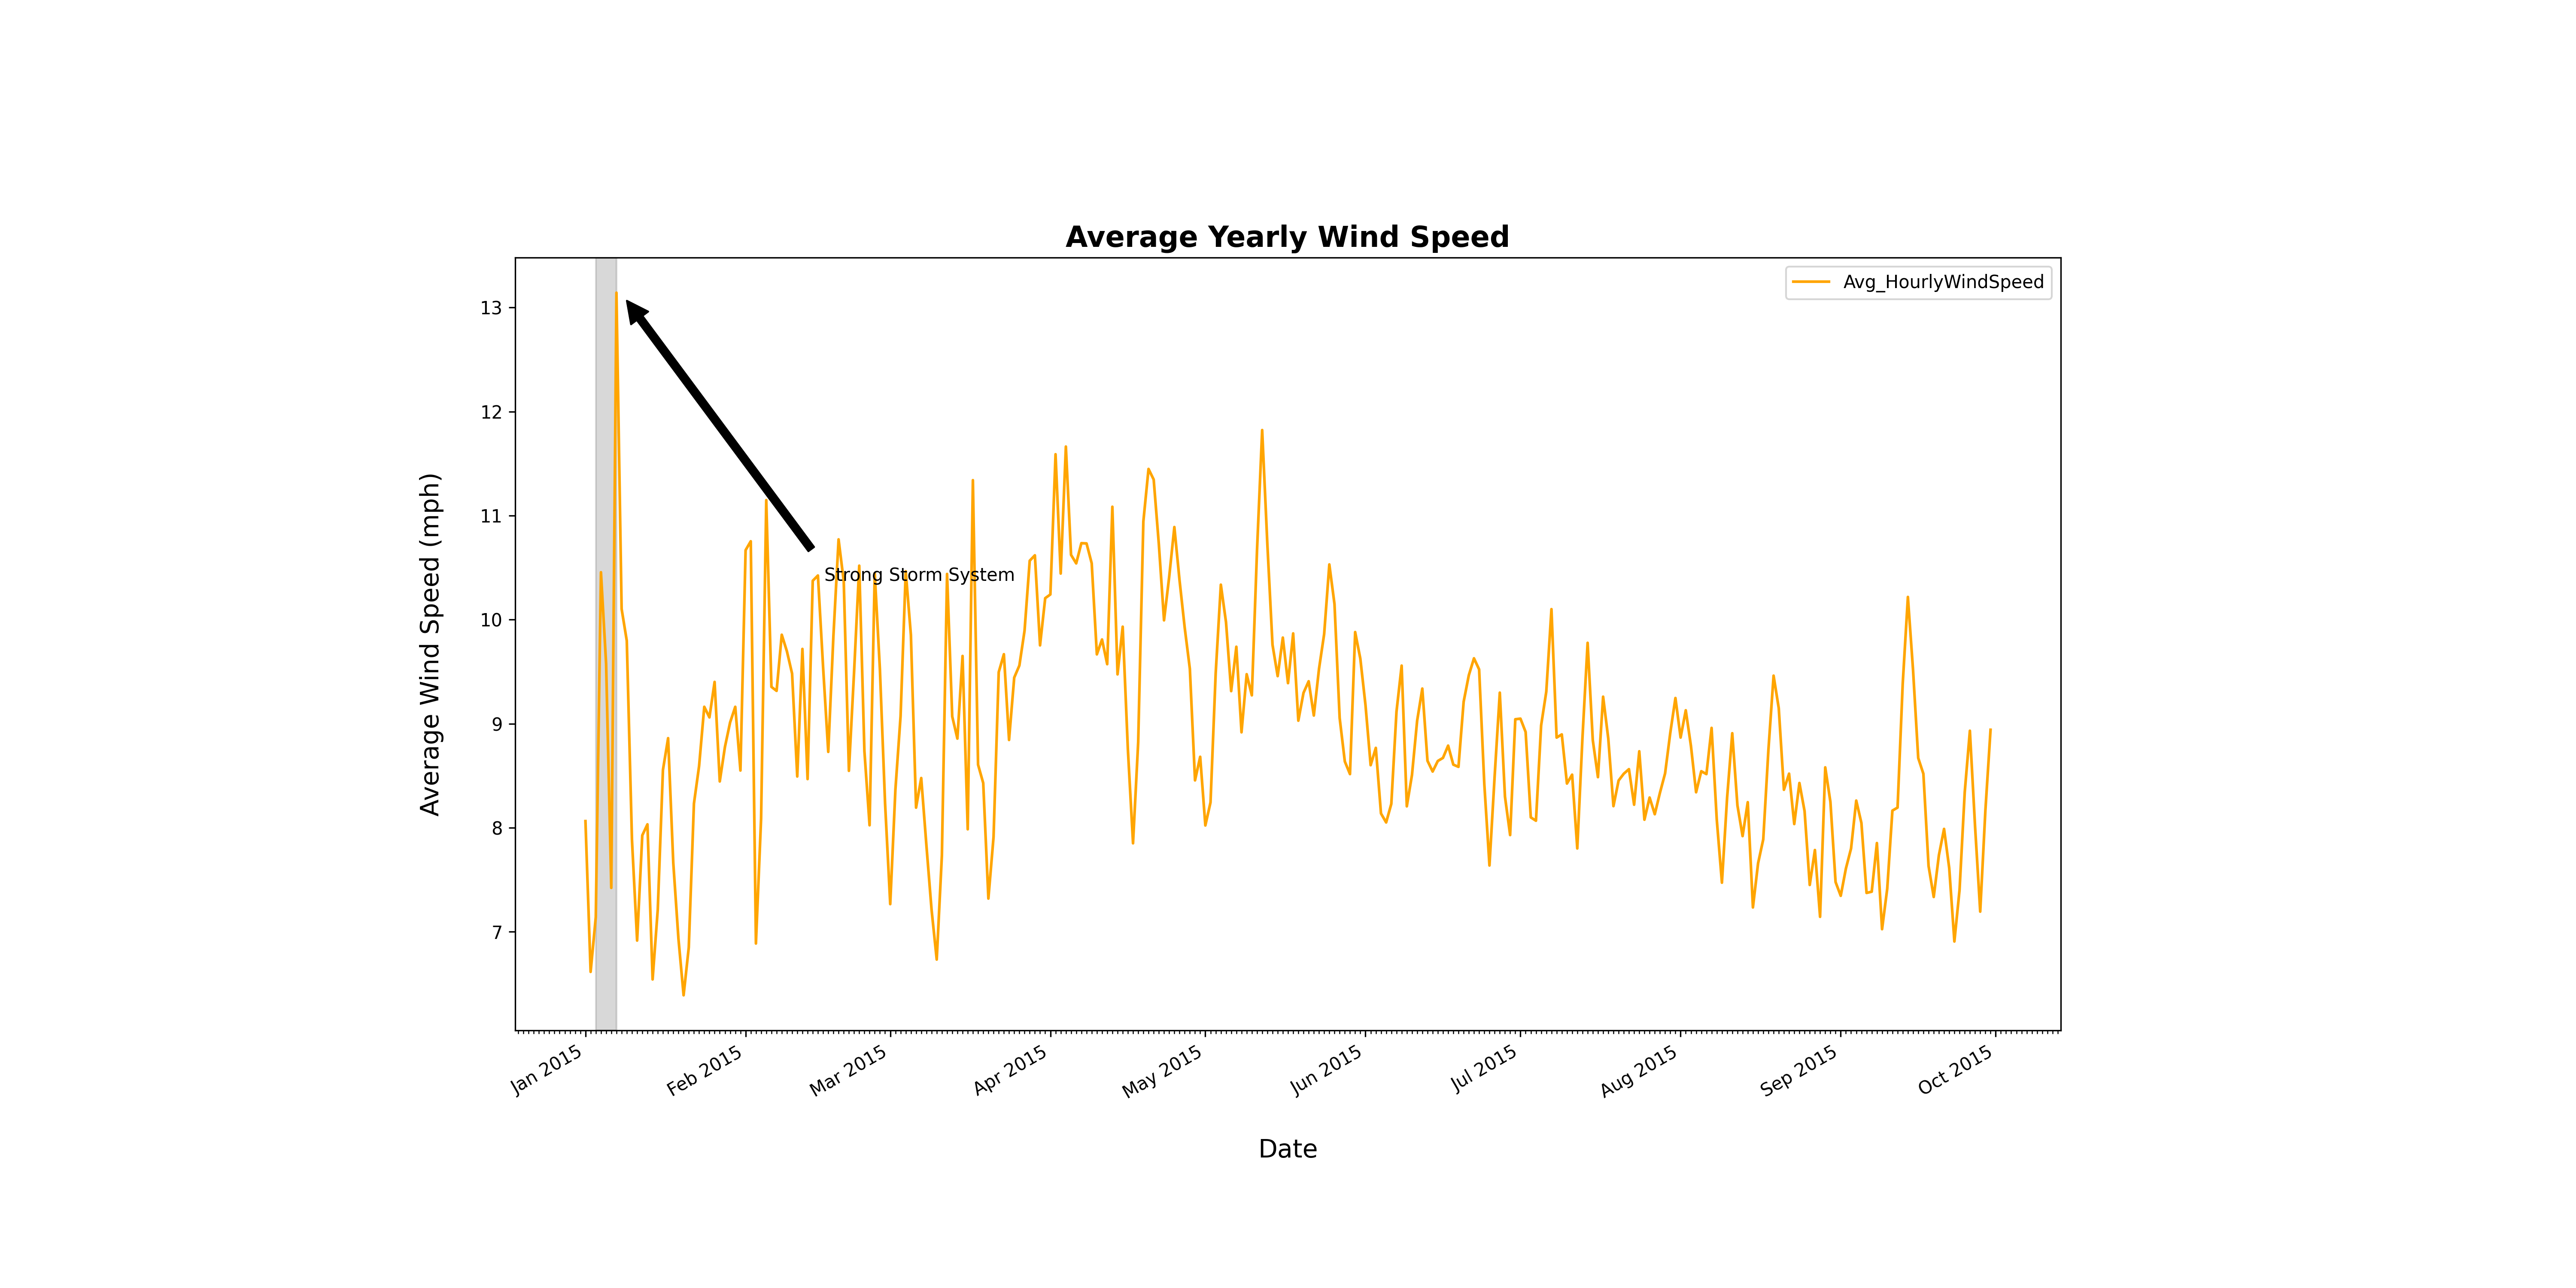 Average Yearly Wind Speed
Avg_HourlyWindSpeed
13
12
11
10
9
8
7
Average Wind Speed (mph)
Strong Storm System
Jan 2015
Feb 2015
Mar 2015
Apr 2015
May 2015
Jun 2015
Jul 2015
Aug 2015
Sep 2015
Oct 2015
Date